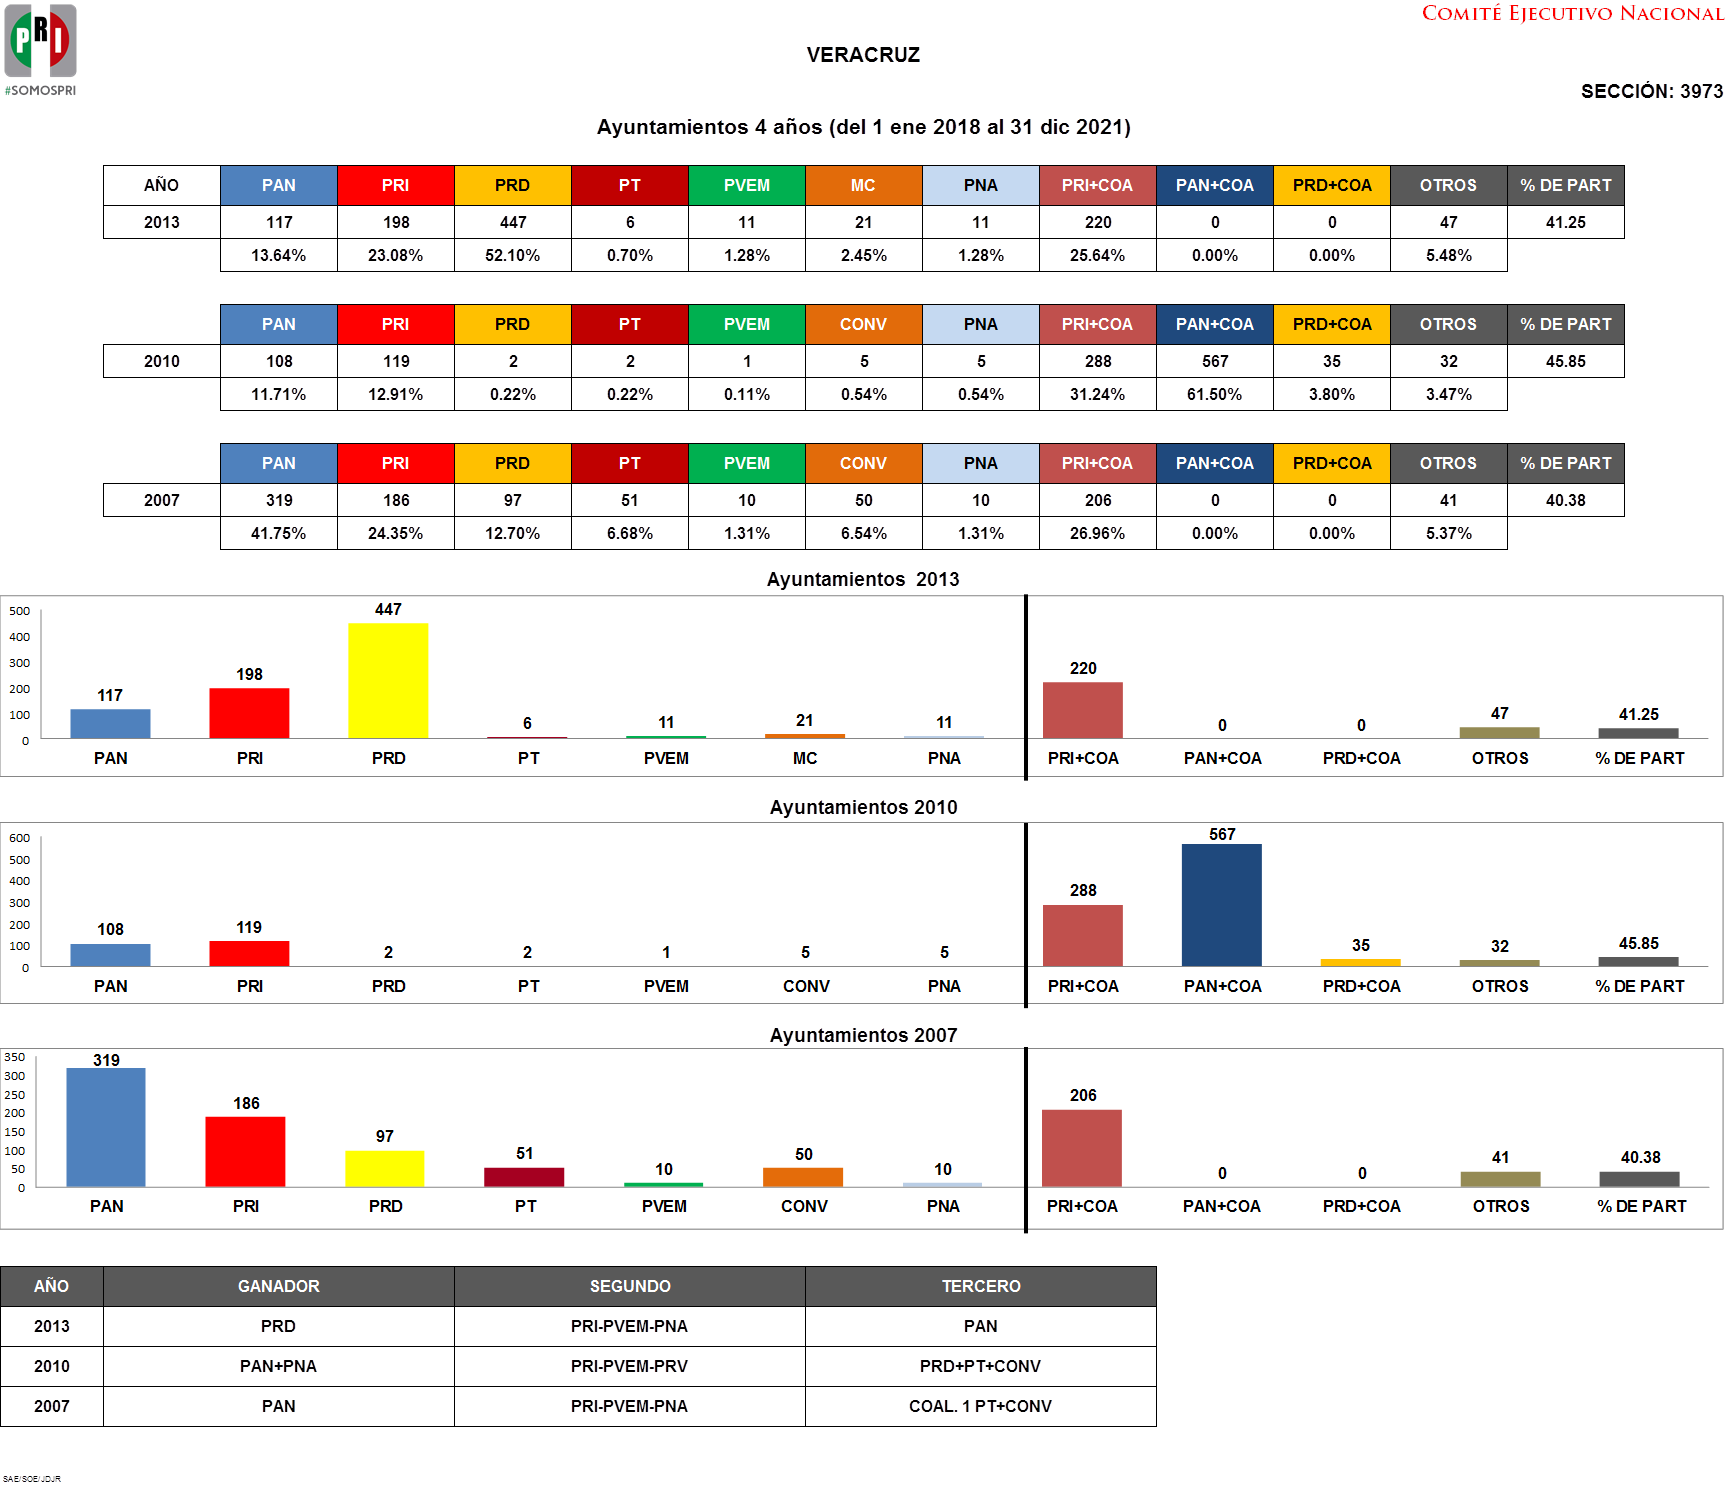 COMITÉ EJECUTIVO NACIONAL
PRI
#SOMOSPRI
VERACRUZ
SECCIÓN: 3973
Ayuntamientos 4 años (del 1 ene 2018 al 31 dic 2021)
AÑO PAN PRI PRD PT PVEM MC PNA PRI+COA PAN+COA PRD+COA OTROS % DE PART
2013 117 198 447 6 11 21 11 220 0 0 47 41.25
13.64% 23.08% 52.10% 0.70% 1.28% 2.45% 1.28% 25.64% 0.00% 0.00% 5.48%
PAN PRI PRD PT PVEM CONV PNA PRI+COA PAN+COA PRD+COA OTROS % DE PART
2010 108 119 2 2 1 5 5 288 567 35 32 45.85
11.71% 12.91% 0.22% 0.22% 0.11% 0.54% 0.54% 31.24% 61.50% 3.80% 3.47%
PAN PRI PRD PT PVEM CONV PNA PRI+COA PAN+COA PRD+COA OTROS % DE PART
2007 319 186 97 51 10 50 10 206 0 0 41 40.38
41.75% 24.35% 12.70% 6.68% 1.31% 6.54% 1.31% 26.96% 0.00% 0.00% 5.37%
Ayuntamientos 2013
500
400
300
200
100
0
117 198 447 6 11 21 11 220 0 0 47 41.25
PAN PRI PRD PT PVEM MC PNA PRI+COA PAN+COA PRD+COA OTROS % DE PART
Ayuntamientos 2010
600
500
400
300
200
100
0
108 119 2 2 1 5 5 288 567 35 32 45.85
PAN PRI PRD PT PVEM CONV PNA PRI+COA PAN+COA PRD+COA OTROS % DE PART
Ayuntamientos 2007
350
300
250
200
150
100
50
0
319 186 97 51 10 50 10 206 0 0 41 40.38
PAN PRI PRD PT PVEM CONV PNA PRI+COA PAN+COA PRD+COA OTROS % DE PART
AÑO GANADOR SEGUNDO TERCERO
2013 PRD PRI-PVEM-PNA PAN
2010 PAN+PNA PRI-PVEM-PRV PRD+PT+CONV
2007 PAN PRI-PVEM-PNA COAL. 1 PT+CONV
SAE/SOE/JDJR